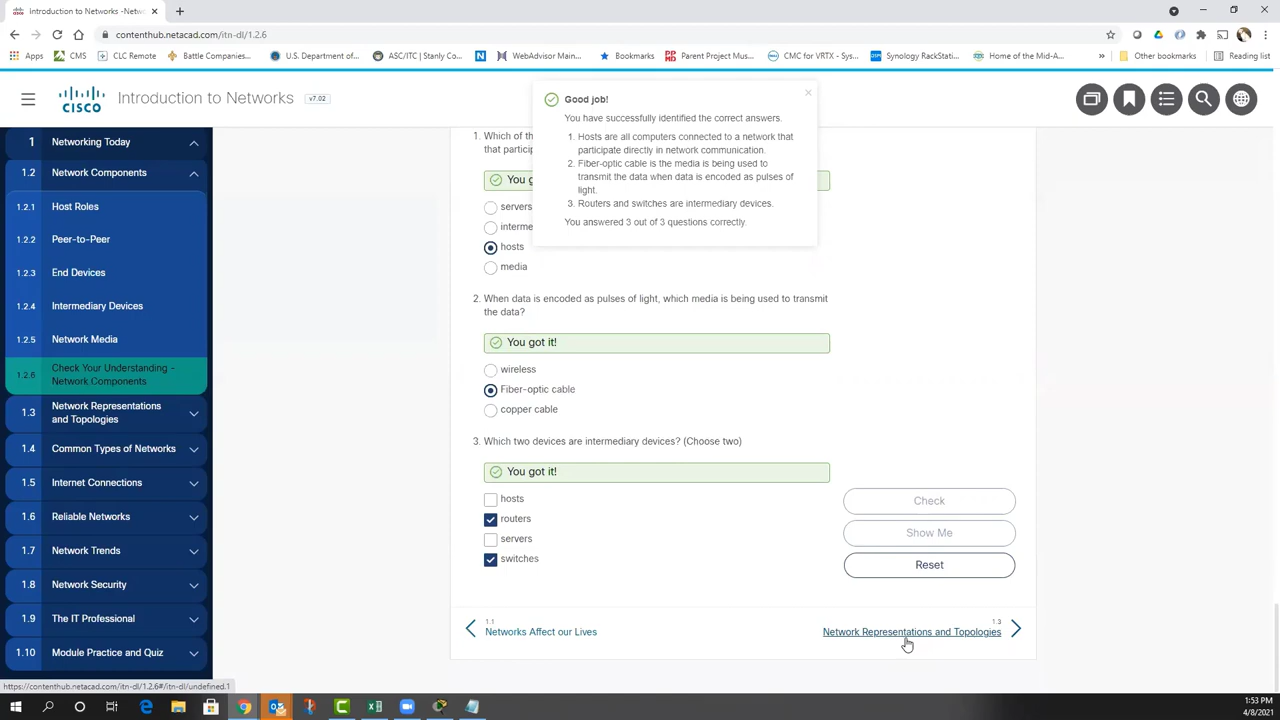 Introduction to Networks -Netw
contenthub.netacad.com/itn-dl/1.2.6
Apps
CMS
CLC Remote
Battle Companies...
U.S. Department of...
ASC/ITC | Stanly Co...
WebAdvisor Main...
Bookmarks
Parent Project Mus...
CMC for VRTX - Sys...
Synology RackStati...
Home of the Mid-A...
»
Other bookmarks
Reading list
CISCO
Introduction to Networks
v7.02
1 Networking Today
1.2 Network Components
1.2.1 Host Roles
1.2.2 Peer-to-Peer
1.2.3 End Devices
1.2.4 Intermediary Devices
1.2.5 Network Media
1.2.6 Check Your Understanding -
Network Components
1.3 Network Representations
and Topologies
1.4 Common Types of Networks
1.5 Internet Connections
1.6 Reliable Networks
1.7 Network Trends
1.8 Network Security
1.9 The IT Professional
1.10 Module Practice and Quiz
Good job!
You have successfully identified the correct answers.
1. Hosts are all computers connected to a network that
participate directly in network communication.
2. Fiber-optic cable is the media is being used to
transmit the data when data is encoded as pulses of
light.
3. Routers and switches are intermediary devices.
You answered 3 out of 3 questions correctly.
1. Which of th
that partic
You g
servers
interme
hosts
media
2. When data is encoded as pulses of light, which media is being used to transmit
the data?
You got it!
wireless
Fiber-optic cable
copper cable
3. Which two devices are intermediary devices? (Choose two)
You got it!
hosts
routers
servers
switches
Check
Show Me
Reset
1.1
Networks Affect our Lives
1.3
Network Representations and Topologies
https://contenthub.netacad.com/itn-dl/1.2.6#/itn-dl/undefined.1
1:53 PM
4/8/2021